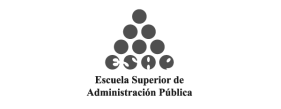 ESAP
Escuela Superior de
Administración Pública